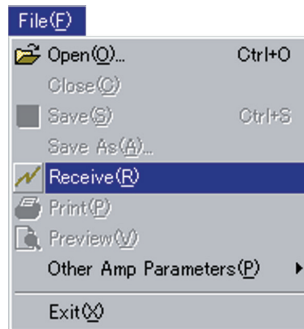 File(F)
Open(O)... Ctrl+O
Close(C)
Save(S) Ctrl+S
Save As(A)...
Receive(R)
Print(P)
Preview(V)
Other Amp Parameters(P)
Exit(X)